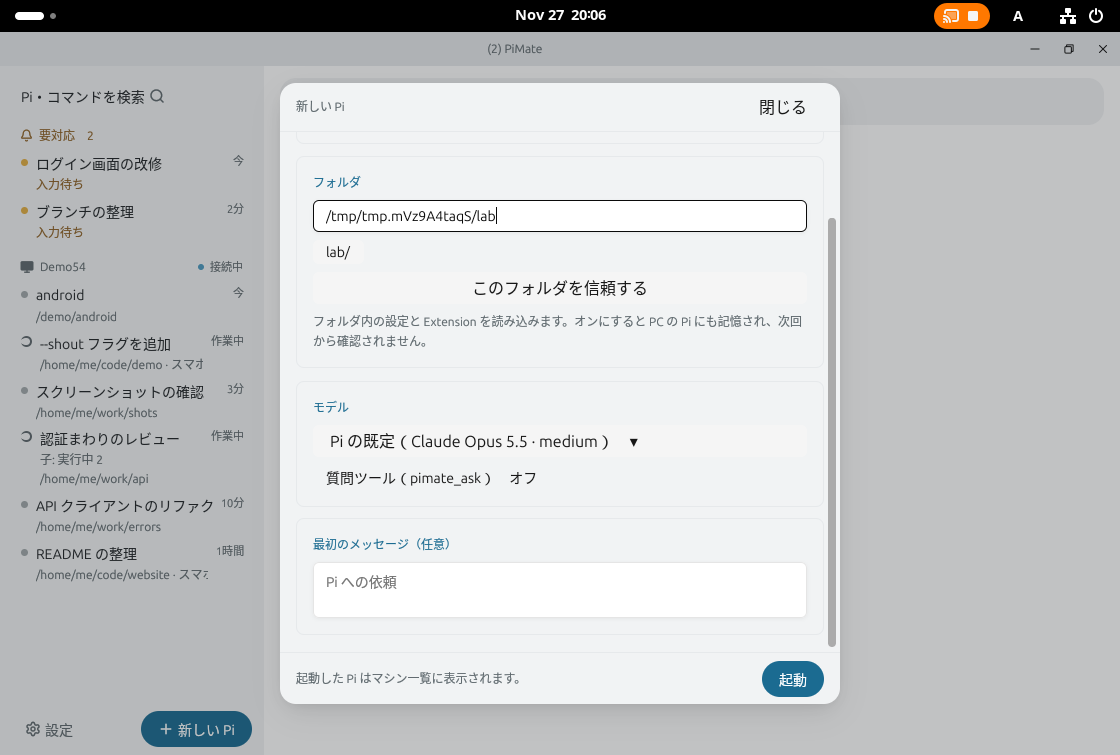 Nov 27 20:06
A
(2) PiMate
Pi・コマンドを検索
要対応 2
ログイン画面の改修 今
入力待ち
ブランチの整理 2分
入力待ち
Demo54 接続中
android 今
/demo/android
--shout フラグを追加 作業中
/home/me/code/demo · スマホ
スクリーンショットの確認 3分
/home/me/work/shots
認証まわりのレビュー 作業中
子: 実行中 2
/home/me/work/api
API クライアントのリファク 10分
/home/me/work/errors
README の整理 1時間
/home/me/code/website · スマホ
設定
+ 新しい Pi
新しい Pi
閉じる
フォルダ
/tmp/tmp.mVz9A4taqS/lab
lab/
このフォルダを信頼する
フォルダ内の設定と Extension を読み込みます。オンにすると PC の Pi にも記憶され、次回
から確認されません。
モデル
Pi の既定 ( Claude Opus 5.5 · medium ) ▼
質問ツール ( pimate_ask ) オフ
最初のメッセージ（任意）
Pi への依頼
起動した Pi はマシン一覧に表示されます。
起動